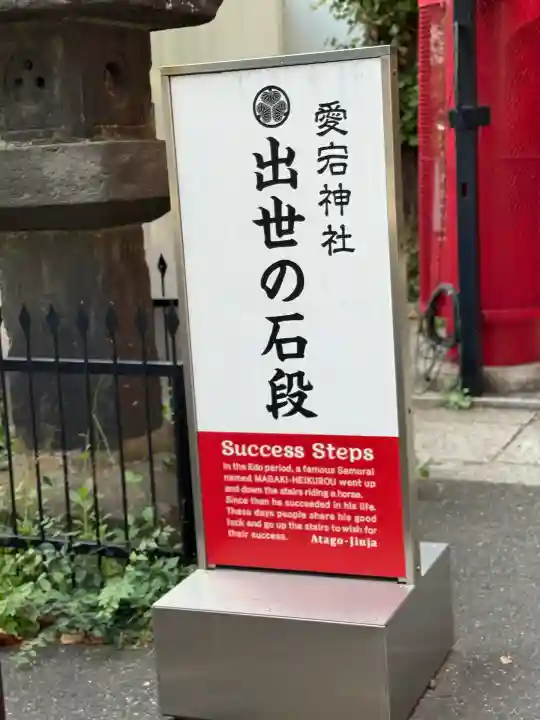 愛宕神社
出世の石段
Success Steps
In the Edo period, a famous Samurai
named MAGAKI-HEIKUROU went up
and down the stairs riding a horse.
Since than he succeeded in his life.
These days people share his good
luck and go up the stairs to wish for
their success. Atago-Jiuja